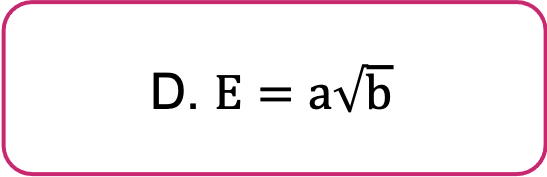 D. E = a√b